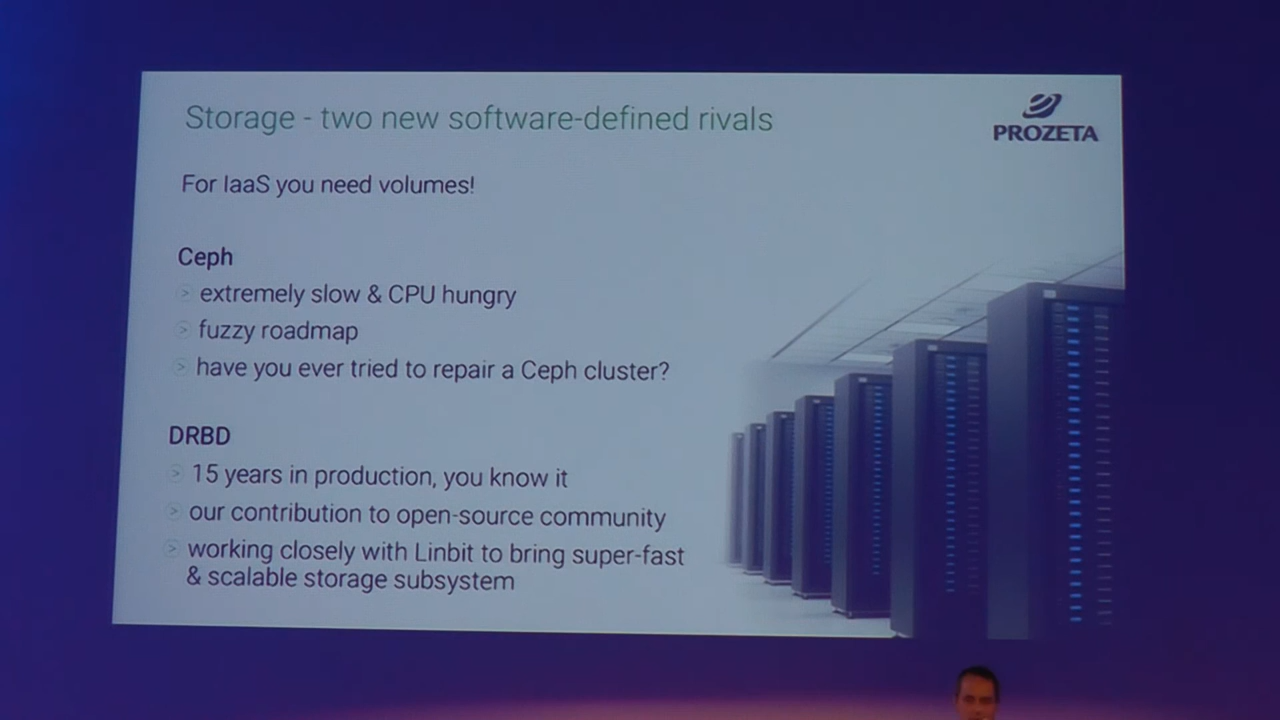 Storage - two new software-defined rivals
PROZETA
For IaaS you need volumes!
Ceph
> extremely slow & CPU hungry
> fuzzy roadmap
> have you ever tried to repair a Ceph cluster?
DRBD
> 15 years in production, you know it
> our contribution to open-source community
> working closely with Linbit to bring super-fast
& scalable storage subsystem